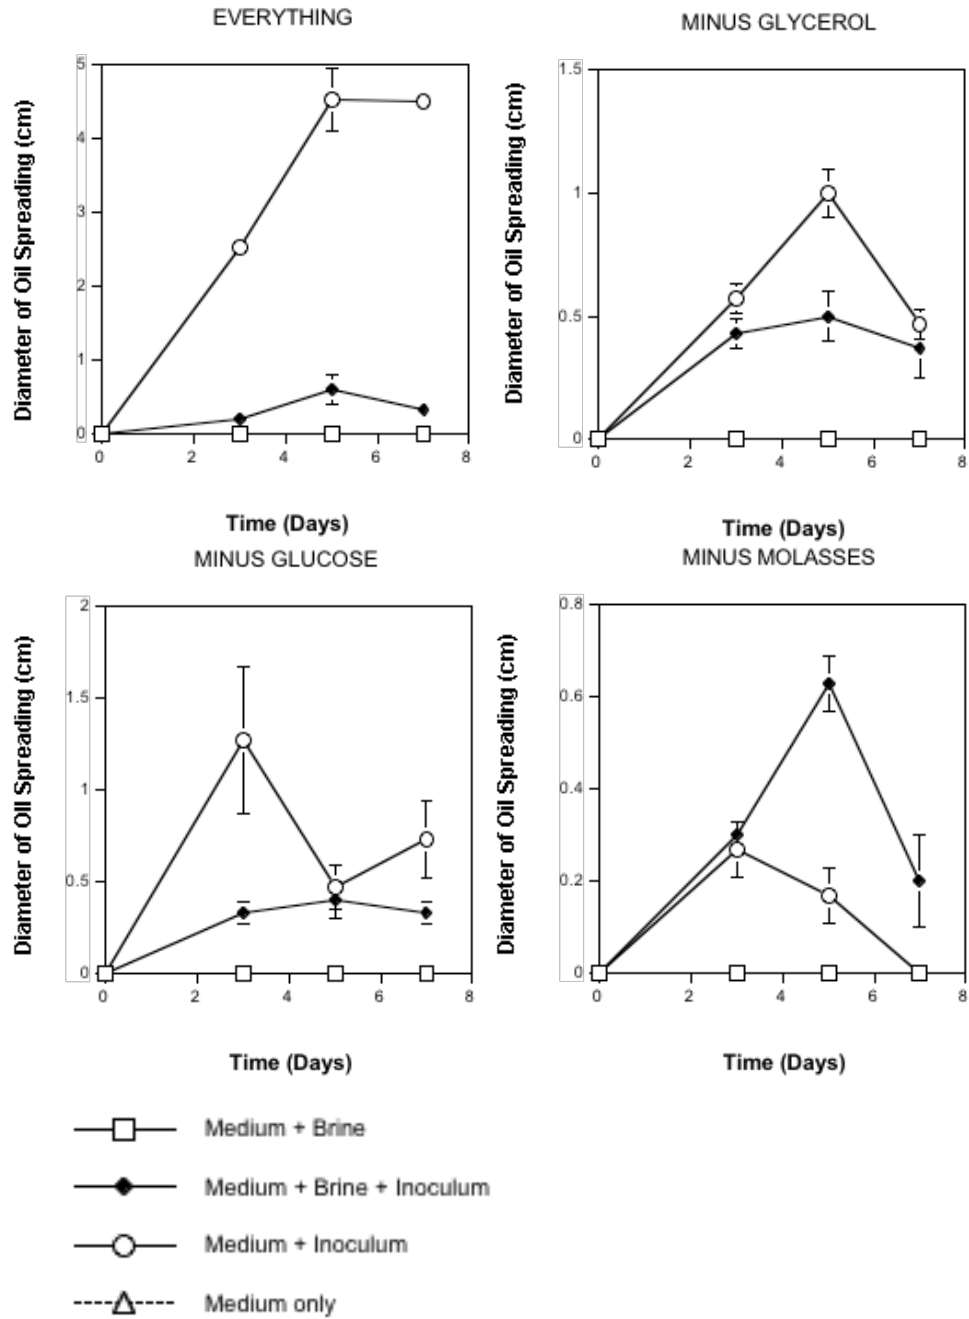 EVERYTHING
Diameter of Oil Spreading (cm)
5
4
3
2
1
0
0 2 4 6 8
Time (Days)
MINUS GLYCEROL
Diameter of Oil Spreading (cm)
1.5
1
0.5
0
0 2 4 6 8
Time (Days)
MINUS GLUCOSE
Diameter of Oil Spreading (cm)
2
1.5
1
0.5
0
0 2 4 6 8
Time (Days)
MINUS MOLASSES
Diameter of Oil Spreading (cm)
0.8
0.6
0.4
0.2
0
0 2 4 6 8
Time (Days)
Medium + Brine
Medium + Brine + Inoculum
Medium + Inoculum
Medium only